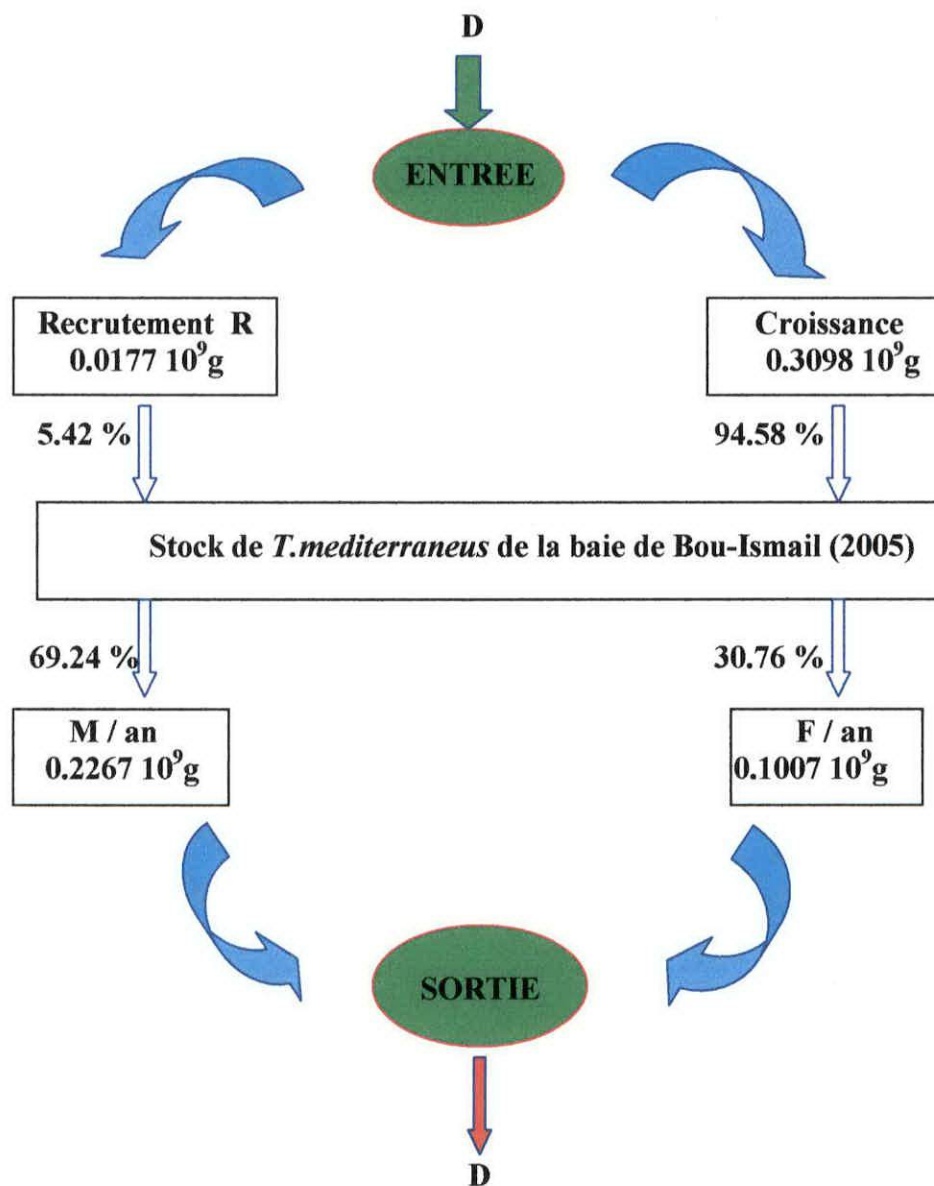 D
ENTREE
Recrutement R
0.0177 10⁹g
Croissance
0.3098 10⁹g
5.42 %
94.58 %
Stock de T.mediterraneus de la baie de Bou-Ismail (2005)
69.24 %
30.76 %
M / an
0.2267 10⁹g
F / an
0.1007 10⁹g
SORTIE
D